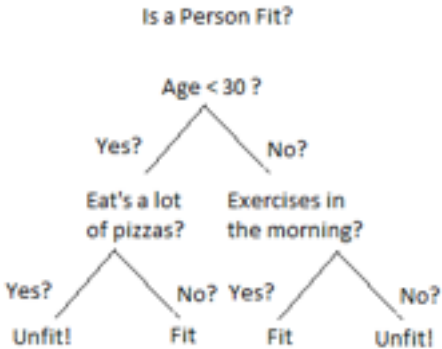 Is a Person Fit?
Age < 30 ?
Yes?
No?
Eat's a lot
of pizzas?
Exercises in
the morning?
Yes?
No?
Yes?
No?
Unfit!
Fit
Fit
Unfit!